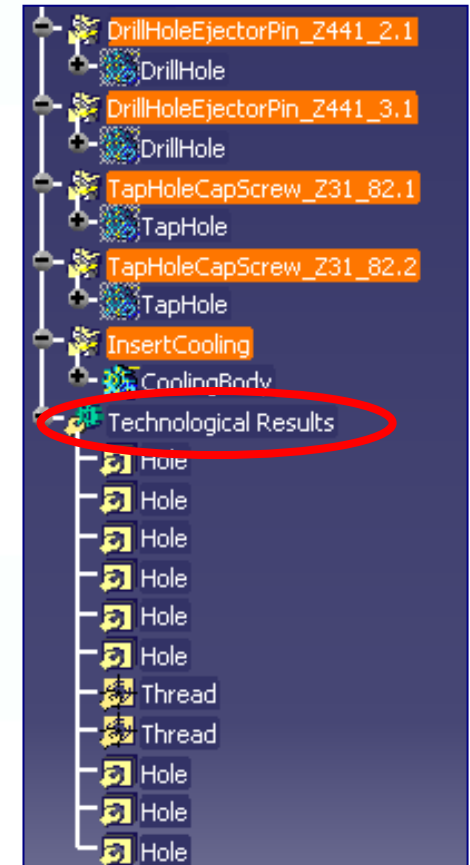 DrillHoleEjectorPin_Z441_2.1
DrillHole
DrillHoleEjectorPin_Z441_3.1
DrillHole
TapHoleCapScrew_Z31_82.1
TapHole
TapHoleCapScrew_Z31_82.2
TapHole
InsertCooling
CoolingBody
Technological Results
Hole
Hole
Hole
Hole
Hole
Hole
Thread
Thread
Hole
Hole
Hole